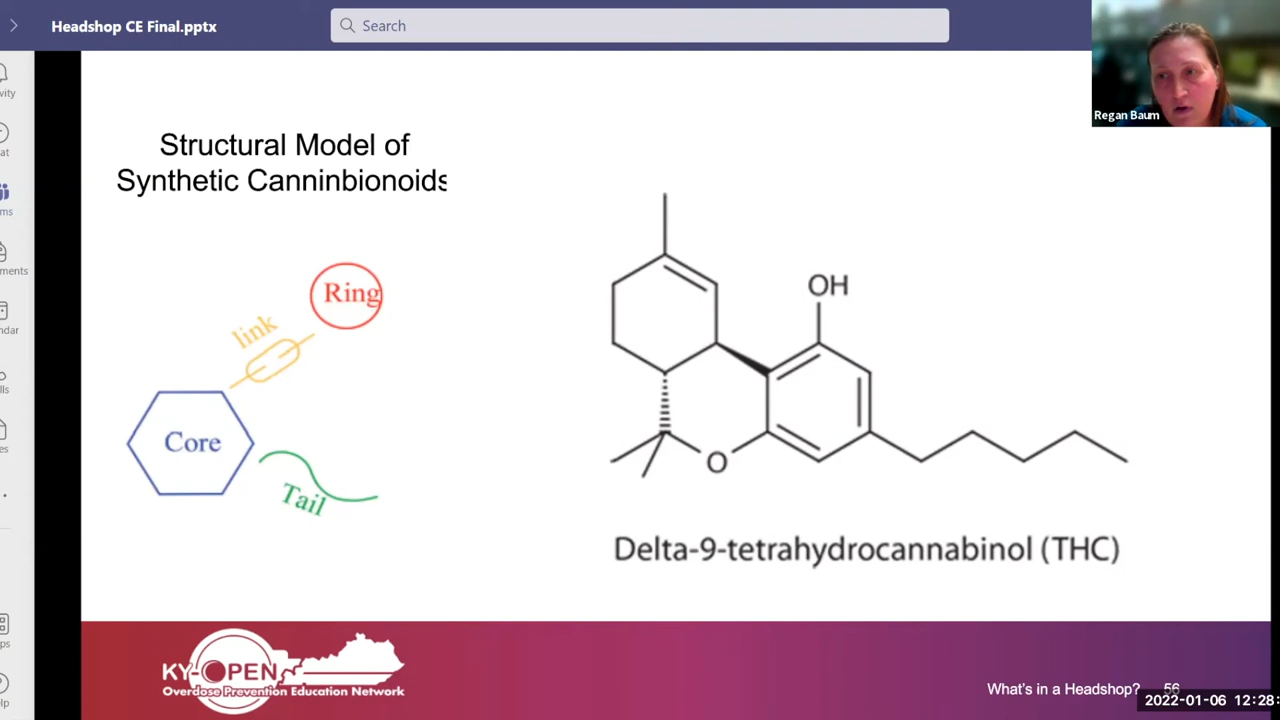 Headshop CE Final.pptx
Search
Regan Baum
Structural Model of
Synthetic Canninbionoids
Ring
link
Core
Tail
OH
O
Delta-9-tetrahydrocannabinol (THC)
KY-OPEN
Overdose Prevention Education Network
What's in a Headshop? 56
2022-01-06 12:28: